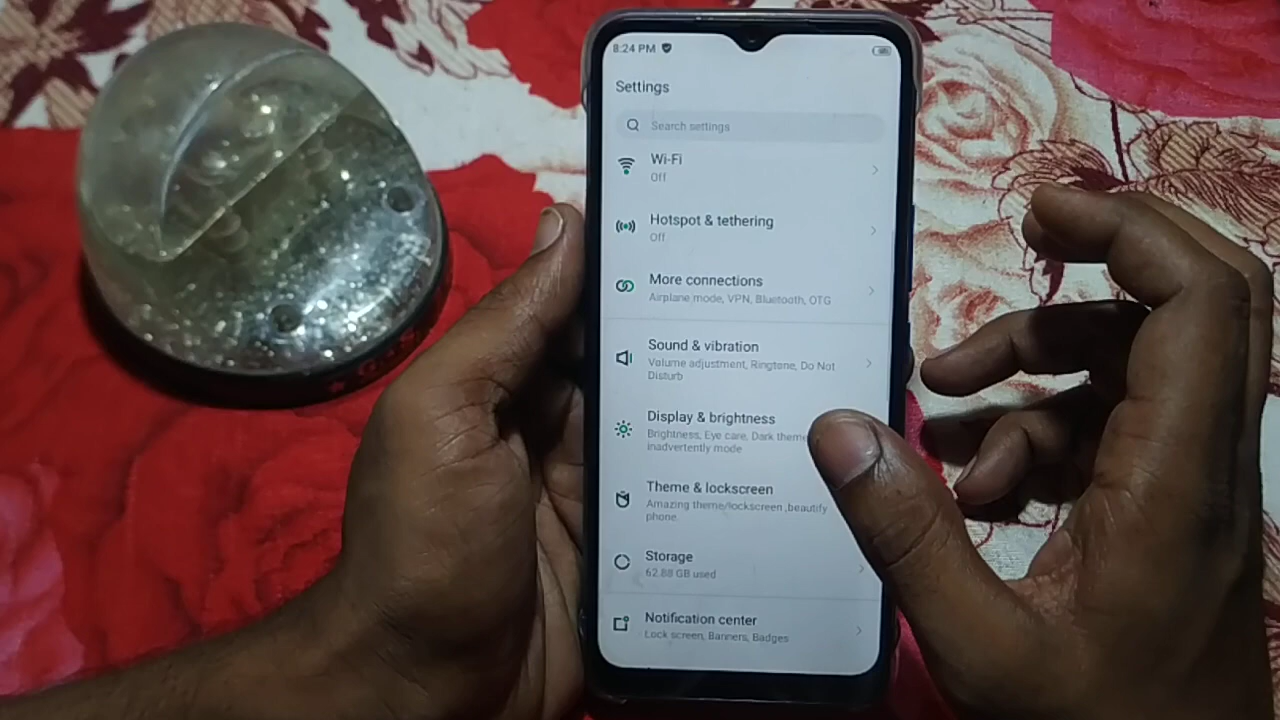 8:24 PM
Settings
Search settings
Wi-Fi
Off
Hotspot & tethering
Off
More connections
Airplane mode, VPN, Bluetooth, OTG
Sound & vibration
Volume adjustment, Ringtone, Do Not
Disturb
Display & brightness
Brightness, Eye care, Dark theme
inadvertently mode
Theme & lockscreen
Amazing theme/lockscreen ,beautify
phone.
Storage
62.88 GB used
Notification center
Lock screen, Banners, Badges